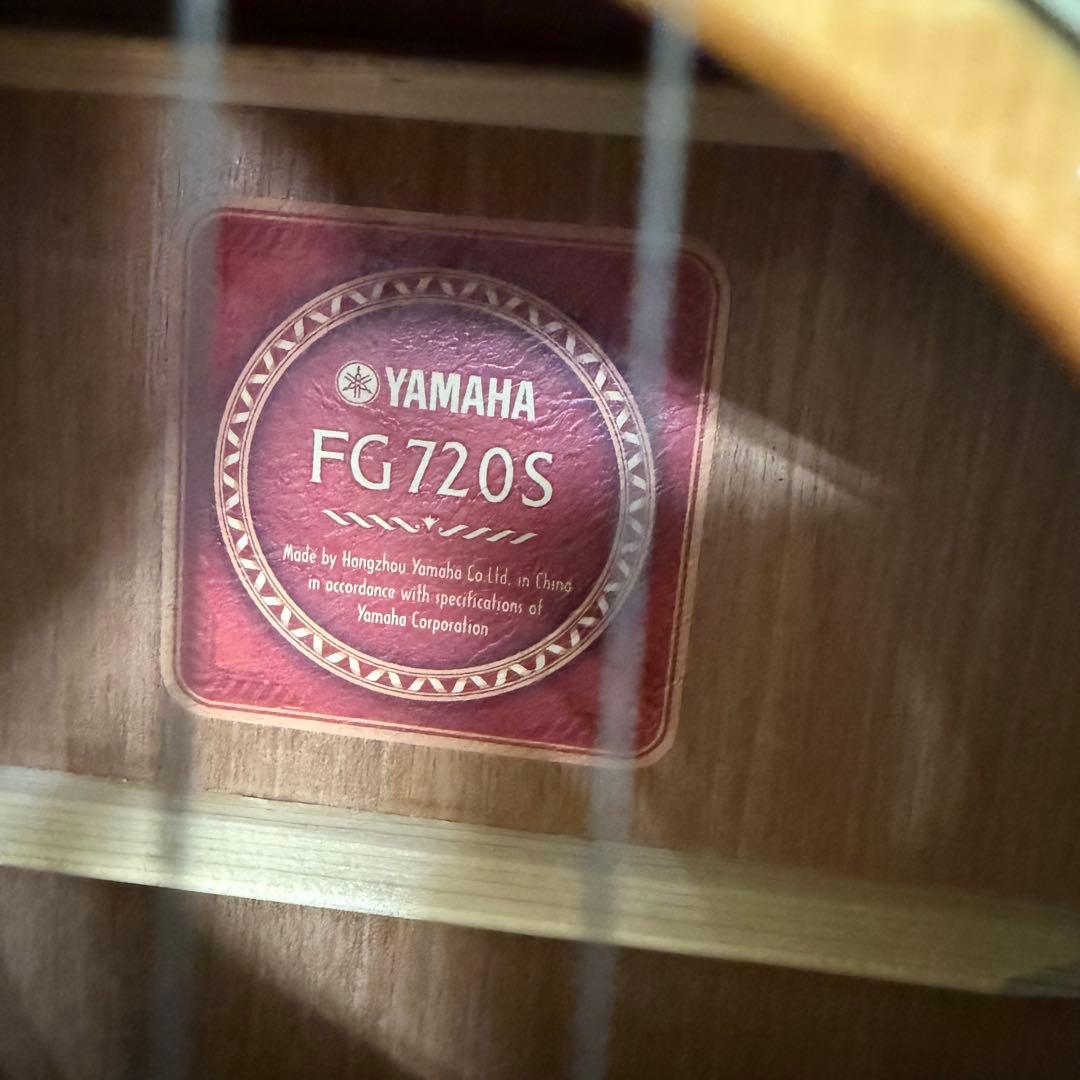 YAMAHA
FG720S
Made by Hangzhou Yamaha Co.Ltd. in China
in accordance with specifications of
Yamaha Corporation